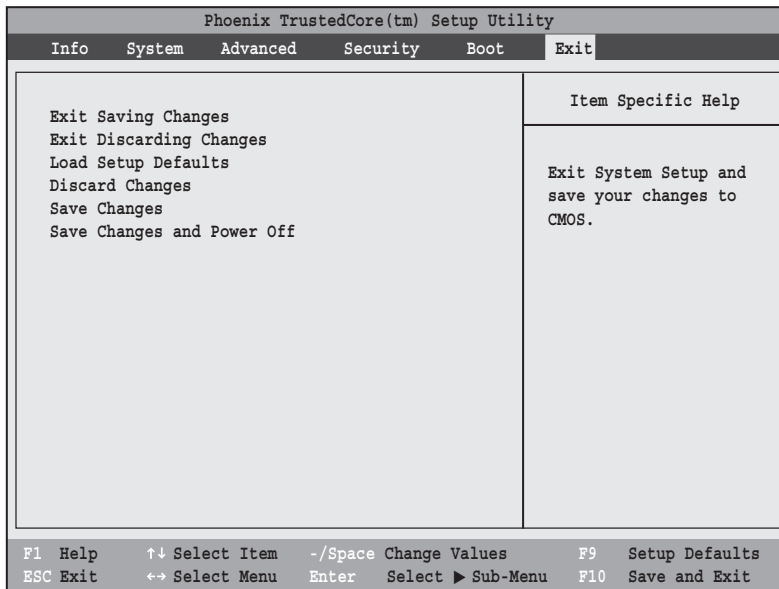 Phoenix TrustedCore(tm) Setup Utility
Info System Advanced Security Boot Exit
Exit Saving Changes
Exit Discarding Changes
Load Setup Defaults
Discard Changes
Save Changes
Save Changes and Power Off
Item Specific Help
Exit System Setup and
save your changes to
CMOS.
F1 Help ↑↓ Select Item -/Space Change Values F9 Setup Defaults
ESC Exit ←→ Select Menu Enter Select ▶ Sub-Menu F10 Save and Exit